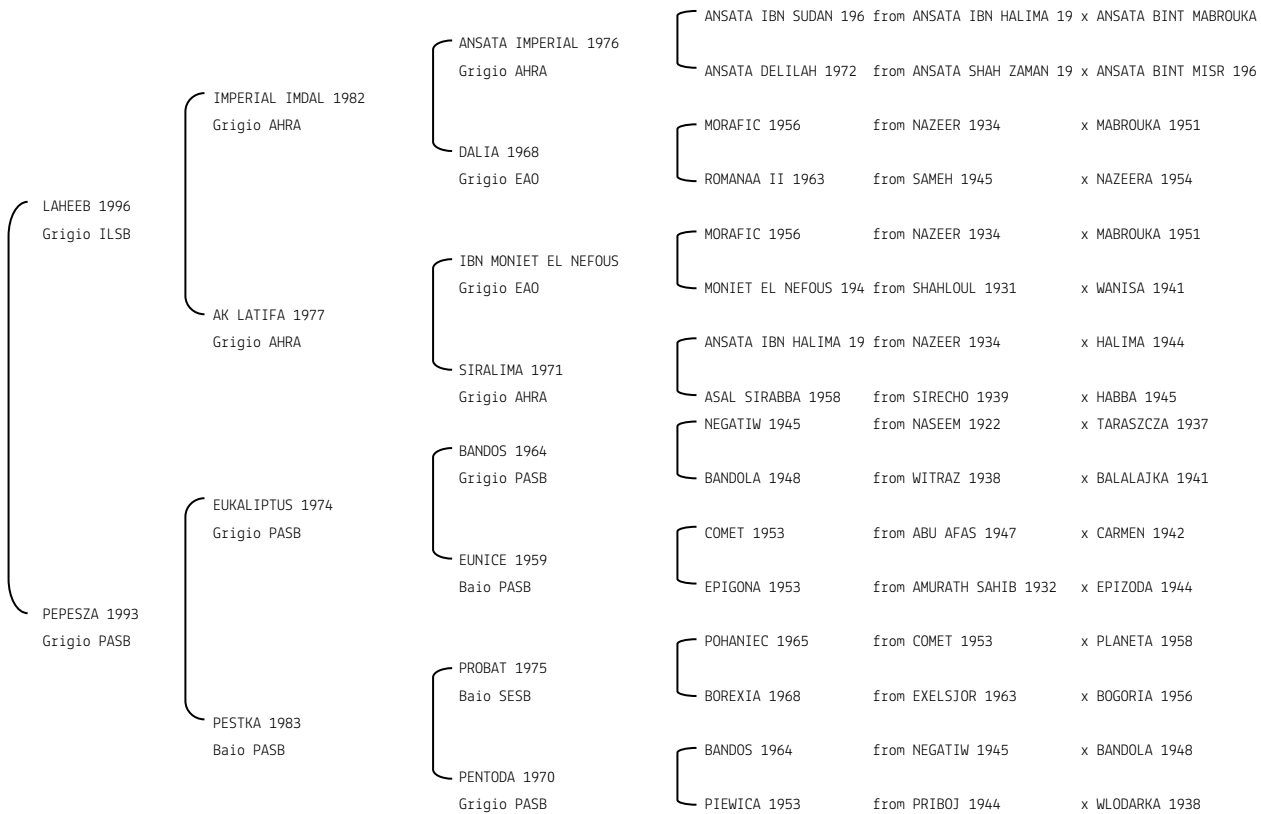 ANSATA IBN SUDAN 196 from ANSATA IBN HALIMA 19 x ANSATA BINT MABROUKA
ANSATA IMPERIAL 1976
Grigio AHRA
ANSATA DELILAH 1972 from ANSATA SHAH ZAMAN 19 x ANSATA BINT MISR 196
IMPERIAL IMDAL 1982
Grigio AHRA
MORAFIC 1956 from NAZEER 1934 x MABROUKA 1951
DALIA 1968
Grigio EAO
ROMANAA II 1963 from SAMEH 1945 x NAZEERA 1954
LAHEEB 1996
Grigio ILSB
MORAFIC 1956 from NAZEER 1934 x MABROUKA 1951
IBN MONIET EL NEFOUS
Grigio EAO
MONIET EL NEFOUS 194 from SHAHLOUL 1931 x WANISA 1941
AK LATIFA 1977
Grigio AHRA
ANSATA IBN HALIMA 19 from NAZEER 1934 x HALIMA 1944
SIRALIMA 1971
Grigio AHRA
ASAL SIRABBA 1958 from SIRECHO 1939 x HABBA 1945
NEGATIW 1945 from NASEEM 1922 x TARASZCZA 1937
BANDOS 1964
Grigio PASB
BANDOLA 1948 from WITRAZ 1938 x BALALAJKA 1941
EUKALIPTUS 1974
Grigio PASB
COMET 1953 from ABU AFAS 1947 x CARMEN 1942
EUNICE 1959
Baio PASB
EPIGONA 1953 from AMURATH SAHIB 1932 x EPIZODA 1944
PEPESZA 1993
Grigio PASB
POHANIEC 1965 from COMET 1953 x PLANETA 1958
PROBAT 1975
Baio SESB
BOREXIA 1968 from EXELSJOR 1963 x BOGORIA 1956
PESTKA 1983
Baio PASB
BANDOS 1964 from NEGATIW 1945 x BANDOLA 1948
PENTODA 1970
Grigio PASB
PIEWICA 1953 from PRIBOJ 1944 x WLODARKA 1938